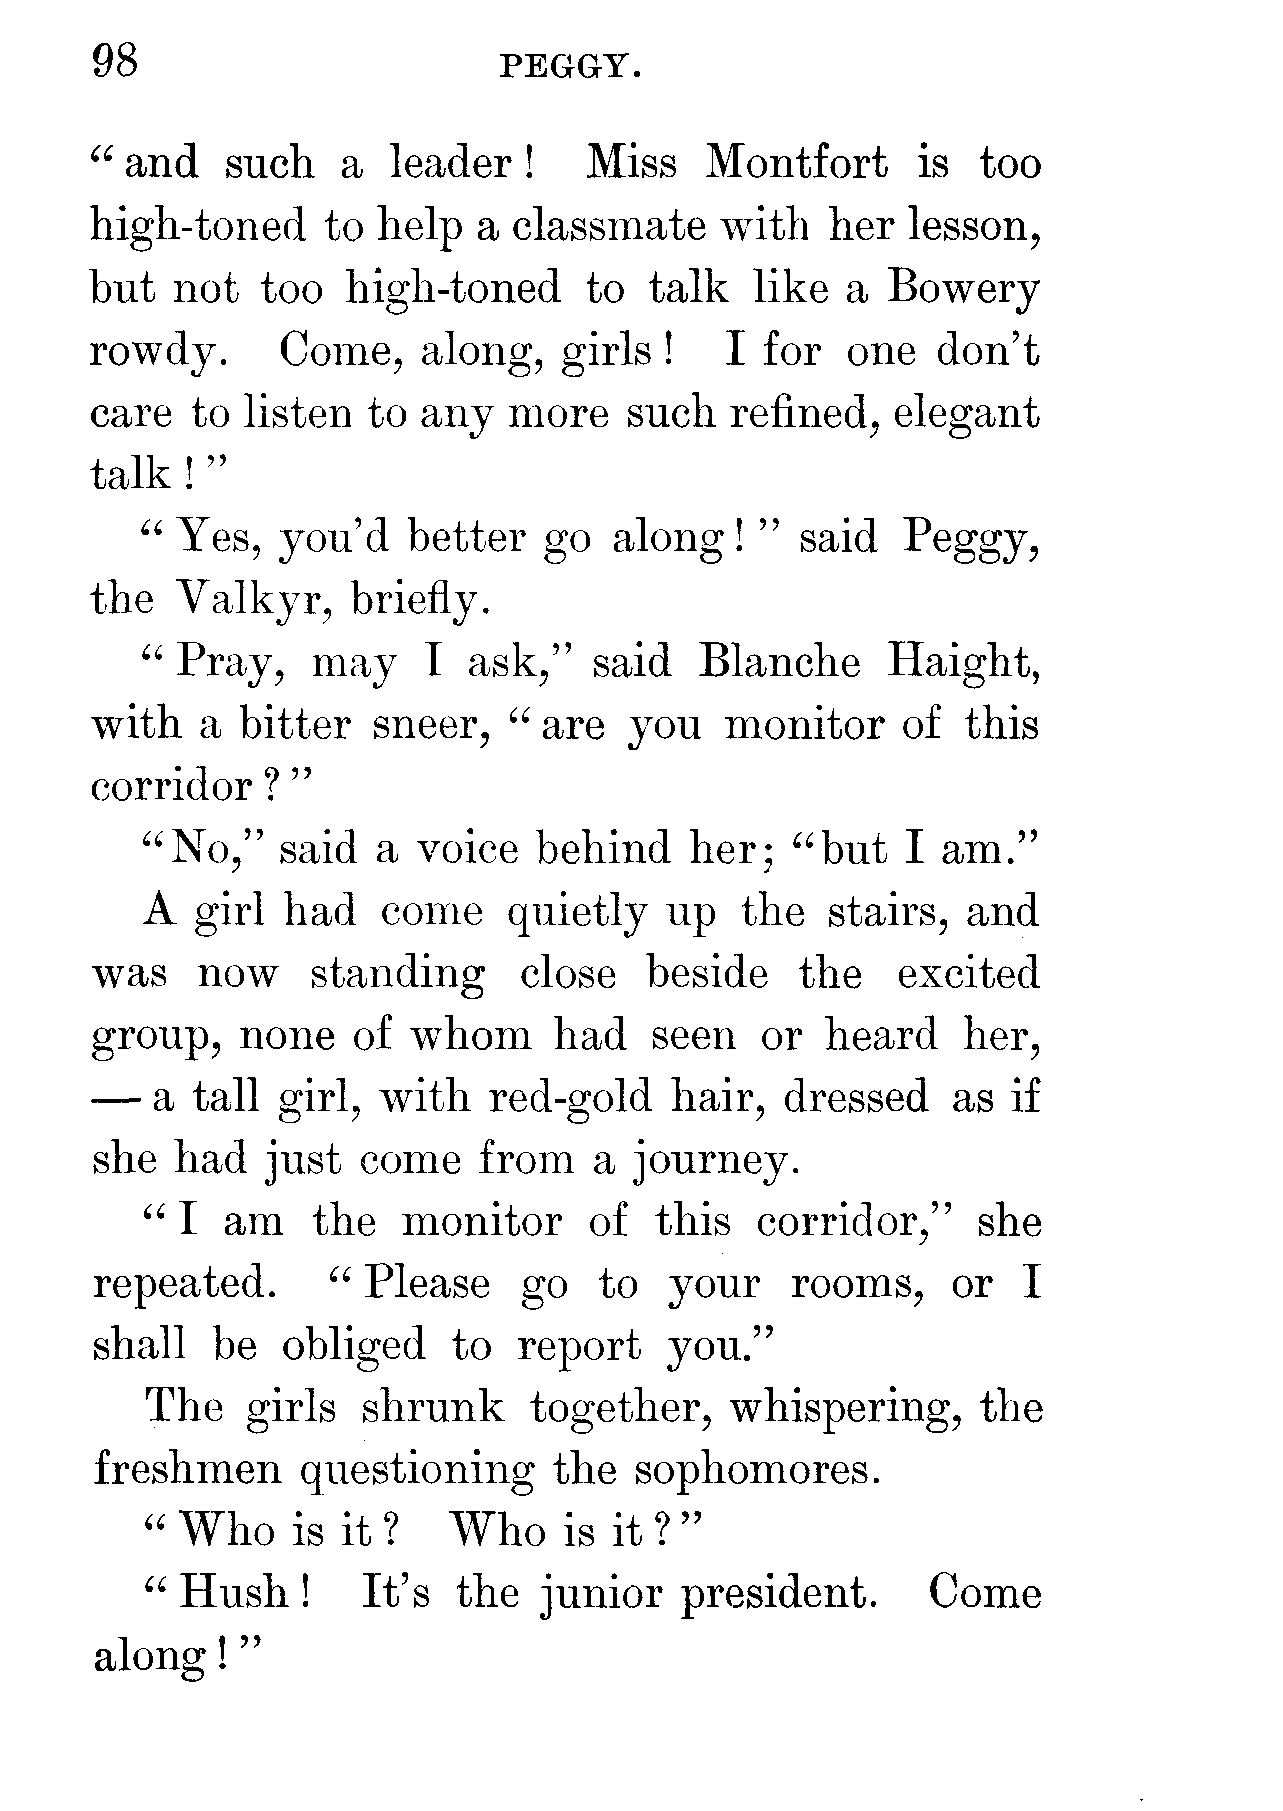 98 PEGGY.
“ and such a leader ! Miss Montfort is too
high-toned to help a classmate with her lesson,
but not too high-toned to talk like a Bowery
rowdy. Come, along, girls ! I for one don’t
care to listen to any more such refined, elegant
talk ! ”
“ Yes, you’d better go along ! ” said Peggy,
the Valkyr, briefly.
“ Pray, may I ask,” said Blanche Haight,
with a bitter sneer, “ are you monitor of this
corridor ? ”
“No,” said a voice behind her; “but I am.”
A girl had come quietly up the stairs, and
was now standing close beside the excited
group, none of whom had seen or heard her,
— a tall girl, with red-gold hair, dressed as if
she had just come from a journey.
“ I am the monitor of this corridor,” she
repeated. “ Please go to your rooms, or I
shall be obliged to report you.”
The girls shrunk together, whispering, the
freshmen questioning the sophomores.
“ Who is it ? Who is it ? ”
“ Hush ! It’s the junior president. Come
along ! ”